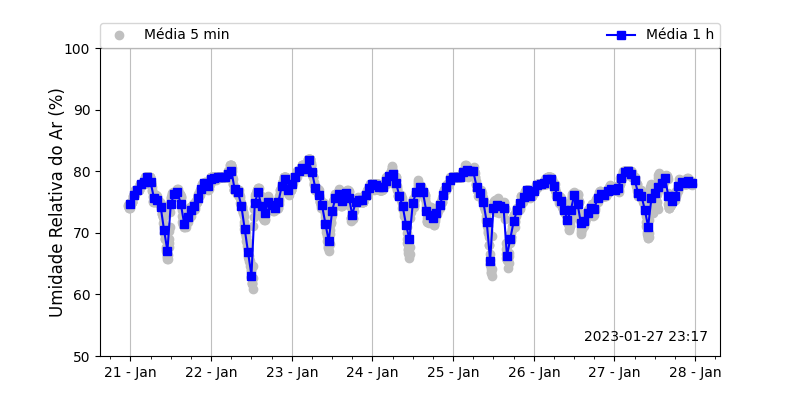 Média 5 min
Média 1 h
Umidade Relativa do Ar (%)
100
90
80
70
60
50
2023-01-27 23:17
21 - Jan
22 - Jan
23 - Jan
24 - Jan
25 - Jan
26 - Jan
27 - Jan
28 - Jan